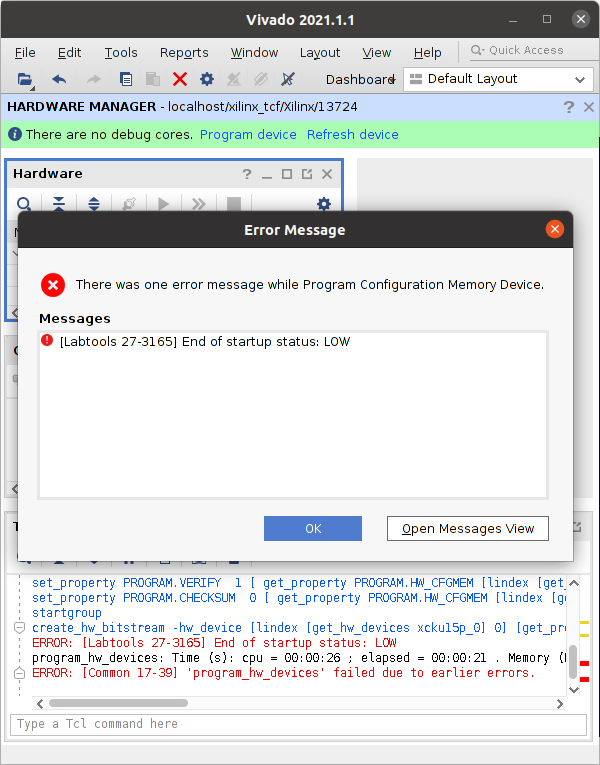 Vivado 2021.1.1
File Edit Tools Reports Window Layout View Help Quick Access
Dashboard Default Layout
HARDWARE MANAGER - localhost/xilinx_tcf/Xilinx/13724
There are no debug cores. Program device Refresh device
Hardware
Error Message
There was one error message while Program Configuration Memory Device.
Messages
[Labtools 27-3165] End of startup status: LOW
OK Open Messages View
set_property PROGRAM.VERIFY 1 [ get_property PROGRAM.HW_CFGMEM [lindex [get_
set_property PROGRAM.CHECKSUM 0 [ get_property PROGRAM.HW_CFGMEM [lindex [ge
startgroup
create_hw_bitstream -hw_device [lindex [get_hw_devices xcku15p_0] 0] [get_pro
ERROR: [Labtools 27-3165] End of startup status: LOW
program_hw_devices: Time (s): cpu = 00:00:26 ; elapsed = 00:00:21 . Memory (
ERROR: [Common 17-39] 'program_hw_devices' failed due to earlier errors.
Type a Tcl command here